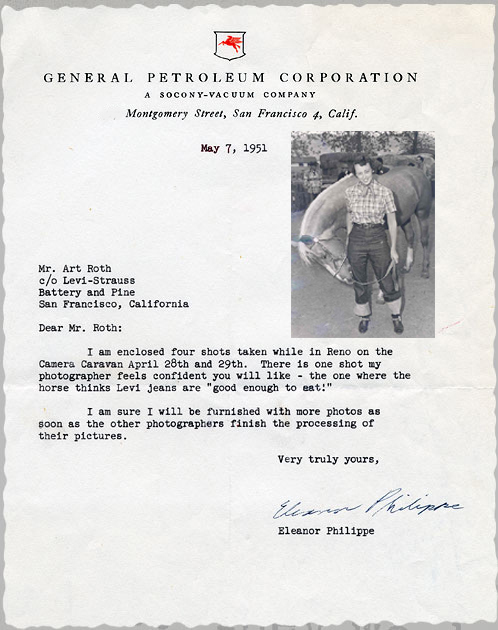 GENERAL PETROLEUM CORPORATION
A SOCONY-VACUUM COMPANY
Montgomery Street, San Francisco 4, Calif.
May 7, 1951
Mr. Art Roth
c/o Levi-Strauss
Battery and Pine
San Francisco, California
Dear Mr. Roth:
I am enclosed four shots taken while in Reno on the
Camera Caravan April 28th and 29th. There is one shot my
photographer feels confident you will like - the one where the
horse thinks Levi jeans are "good enough to eat!"
I am sure I will be furnished with more photos as
soon as the other photographers finish the processing of
their pictures.
Very truly yours,
Eleanor Philippe
Eleanor Philippe